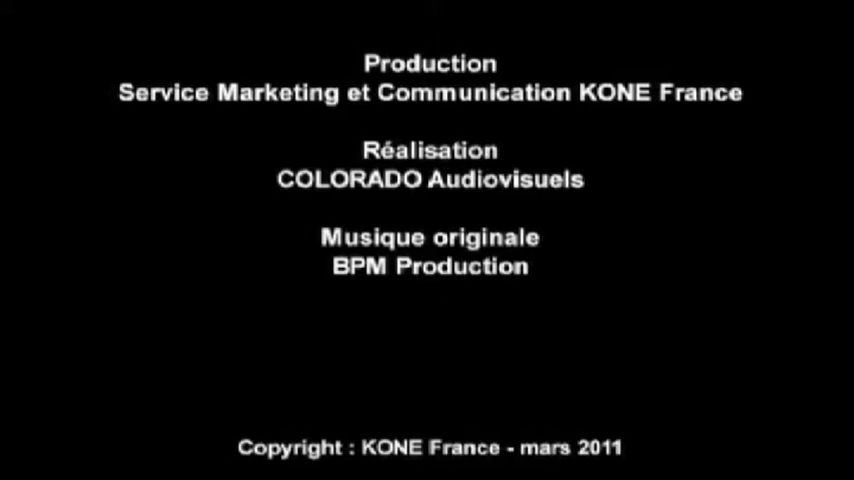 Production
Service Marketing et Communication KONE France
Réalisation
COLORADO Audiovisuels
Musique originale
BPM Production
Copyright : KONE France - mars 2011